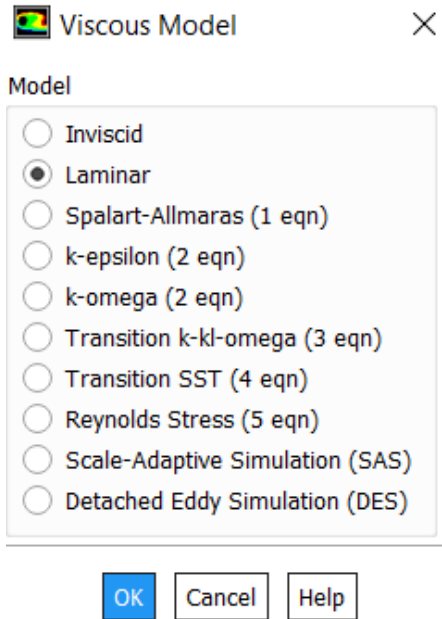 Viscous Model
Model
Inviscid
Laminar
Spalart-Allmaras (1 eqn)
k-epsilon (2 eqn)
k-omega (2 eqn)
Transition k-kl-omega (3 eqn)
Transition SST (4 eqn)
Reynolds Stress (5 eqn)
Scale-Adaptive Simulation (SAS)
Detached Eddy Simulation (DES)
OK Cancel Help